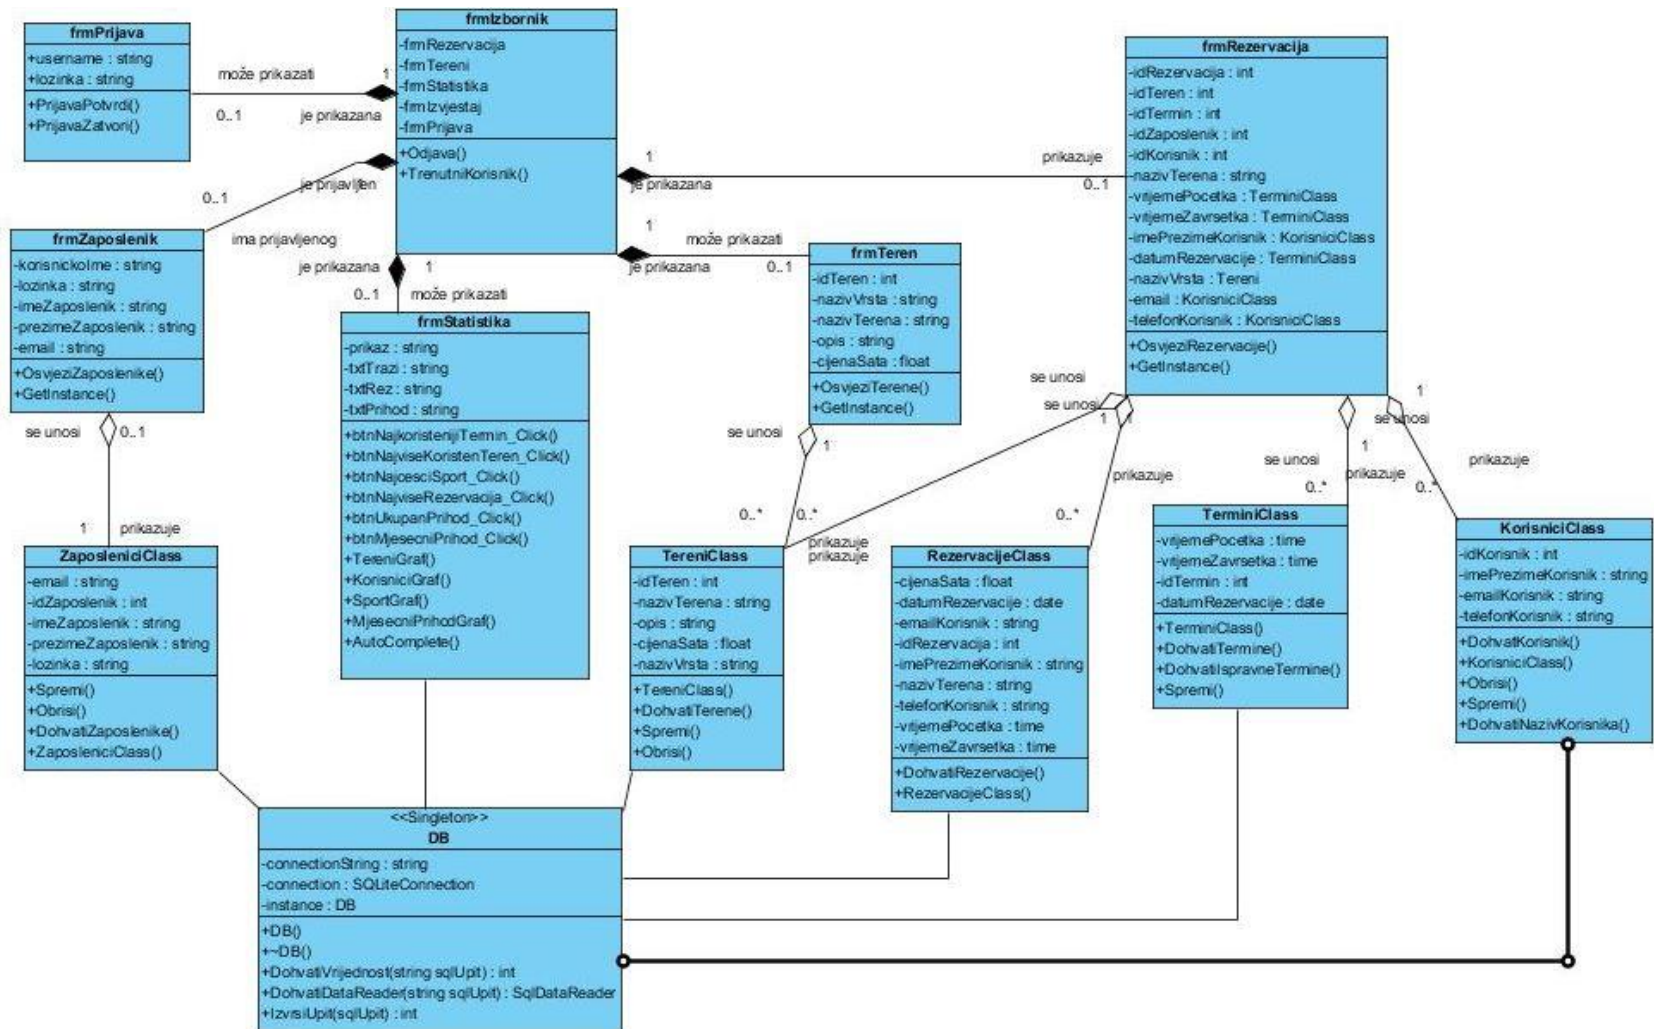 frmPrijava
+username : string
+lozinka : string
+PrijavaPotvrdi()
+PrijavaZatvori()
može prikazati
1
0..1
je prikazana
frmIzbornik
-frmRezervacija
-frmTereni
-frmStatistika
-frmIzvjestaj
-frmPrijava
+Odjava()
+TrenutniKorisnik()
1
prikazuje
je prikazana
0..1
frmRezervacija
-idRezervacija : int
-idTeren : int
-idTermin : int
-idZaposlenik : int
-idKorisnik : int
-nazivTerena : string
-vrijemePocetka : TerminiClass
-vrijemeZavrsetka : TerminiClass
-imePrezimeKorisnik : KorisniciClass
-datumRezervacije : TerminiClass
-nazivVrsta : Tereni
-email : KorisniciClass
-telefonKorisnik : KorisniciClass
+OsvjeziRezervacije()
+GetInstance()
je prijavljen
1
0..1
ima prijavljenog
frmZaposlenik
-korisnickoIme : string
-lozinka : string
-imeZaposlenik : string
-prezimeZaposlenik : string
-email : string
+OsvjeziZaposlenike()
+GetInstance()
je prikazana
1
0..1
može prikazati
frmStatistika
-prikaz : string
-txtTrazi : string
-txtRez : string
-txtPrihod : string
+btnNajkoristenijiTermin_Click()
+btnNajviseKoristenTeren_Click()
+btnNajcesciSport_Click()
+btnNajviseRezervacija_Click()
+btnUkupanPrihod_Click()
+btnMjesecniPrihod_Click()
+TereniGraf()
+KorisniciGraf()
+SportGraf()
+MjesecniPrihodGraf()
+AutoComplete()
1
može prikazati
je prikazana
0..1
frmTeren
-idTeren : int
-nazivVrsta : string
-nazivTerena : string
-opis : string
-cijenaSata : float
+OsvjeziTerene()
+GetInstance()
se unosi
0..1
1
prikazuje
ZaposleniciClass
-email : string
-idZaposlenik : int
-imeZaposlenik : string
-prezimeZaposlenik : string
-lozinka : string
+Spremi()
+Obrisi()
+DohvatiZaposlenike()
+ZaposleniciClass()
se unosi
1
0..*
0..*
prikazuje
prikazuje
TereniClass
-idTeren : int
-nazivTerena : string
-opis : string
-cijenaSata : float
-nazivVrsta : string
+TereniClass()
+DohvatiTerene()
+Spremi()
+Obrisi()
se unosi
se unosi
1
1
prikazuje
0..*
RezervacijeClass
-cijenaSata : float
-datumRezervacije : date
-emailKorisnik : string
-idRezervacija : int
-imePrezimeKorisnik : string
-nazivTerena : string
-telefonKorisnik : string
-vrijemePocetka : time
-vrijemeZavrsetka : time
+DohvatiRezervacije()
+RezervacijeClass()
se unosi
1
prikazuje
0..*
TerminiClass
-vrijemePocetka : time
-vrijemeZavrsetka : time
-idTermin : int
-datumRezervacije : date
+TerminiClass()
+DohvatiTermine()
+DohvatiIspravneTermine()
+Spremi()
1
se unosi
prikazuje
0..*
KorisniciClass
-idKorisnik : int
-imePrezimeKorisnik : string
-emailKorisnik : string
-telefonKorisnik : string
+DohvatKorisnik()
+KorisniciClass()
+Obrisi()
+Spremi()
+DohvatiNazivKorisnika()
<<Singleton>>
DB
-connectionString : string
-connection : SQLiteConnection
-instance : DB
+DB()
+~DB()
+DohvatiVrijednost(string sqlUpit) : int
+DohvatiDataReader(string sqlUpit) : SqlDataReader
+IzvrsiUpit(sqlUpit) : int